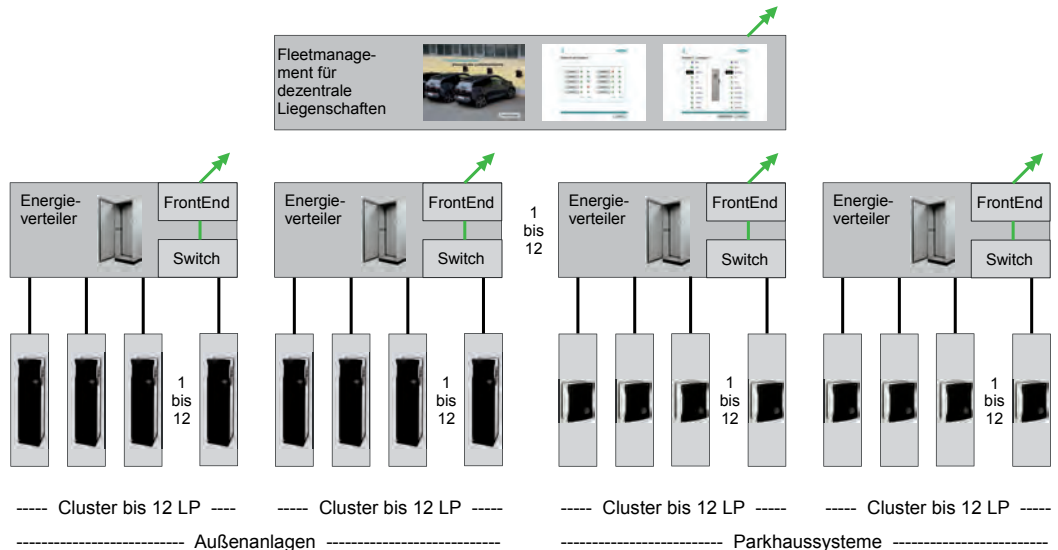 Fleetmanage-
ment für
dezentrale
Liegenschaften
Energie-
verteiler
FrontEnd
Switch
Energie-
verteiler
FrontEnd
Switch
1
bis
12
Energie-
verteiler
FrontEnd
Switch
Energie-
verteiler
FrontEnd
Switch
1
bis
12
1
bis
12
1
bis
12
1
bis
12
----- Cluster bis 12 LP ----
----- Cluster bis 12 LP -----
----- Cluster bis 12 LP -----
----- Cluster bis 12 LP -----
-------------------------- Außenanlagen -------------------------------
------------------------- Parkhaussysteme ------------------------